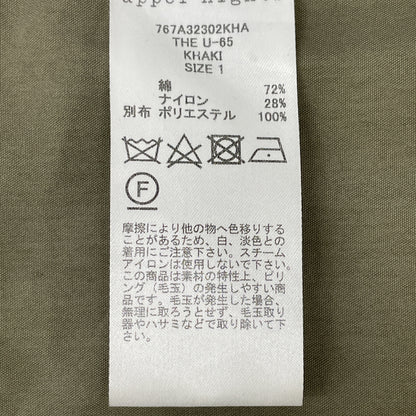 upper hights
767A32302KHA
THE U-65
KHAKI
SIZE 1
綿 72%
ナイロン 28%
別布 ポリエステル 100%
F
摩擦により他の物へ色移りする
ことがあるため、白、淡色との
着用にご注意下さい。スチーム
アイロンは使用しないで下さい。
この商品は素材の特性上、ピリ
ング(毛玉)の発生しやすい商
品です。毛玉が発生した場合、
無理に取ろうとせず、毛玉取り
器やハサミなどで取り除いて下
さい。